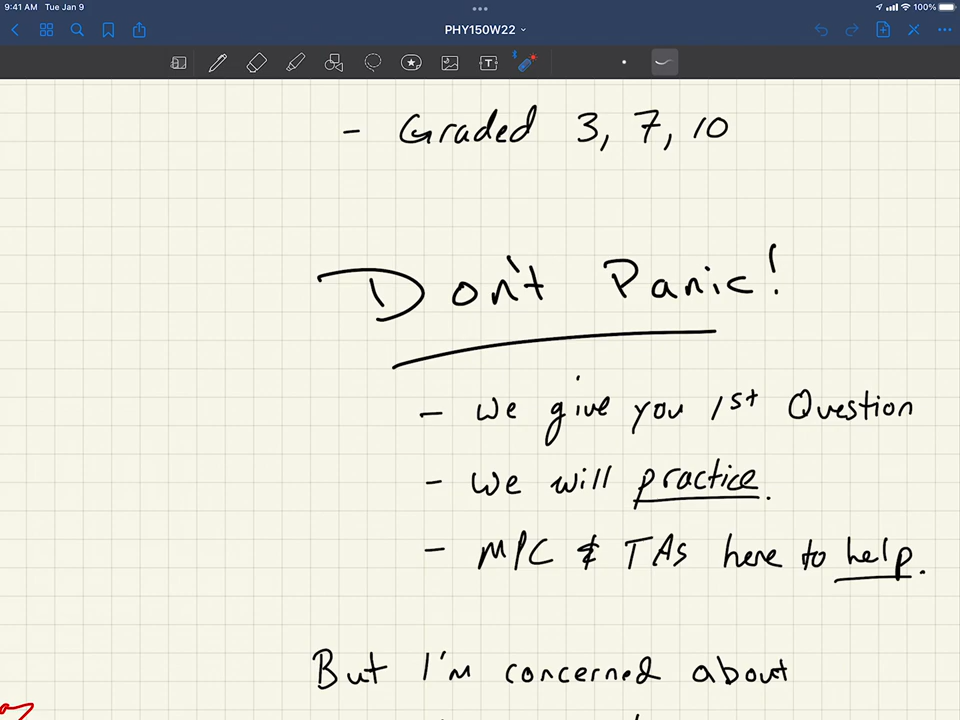 9:41 AM Tue Jan 9
100%
PHY150W22
T
- Graded 3, 7, 10
Don't Panic!
- We give you 1st Question
- We will practice.
- MPC & TAs here to help.
But I'm concerned about